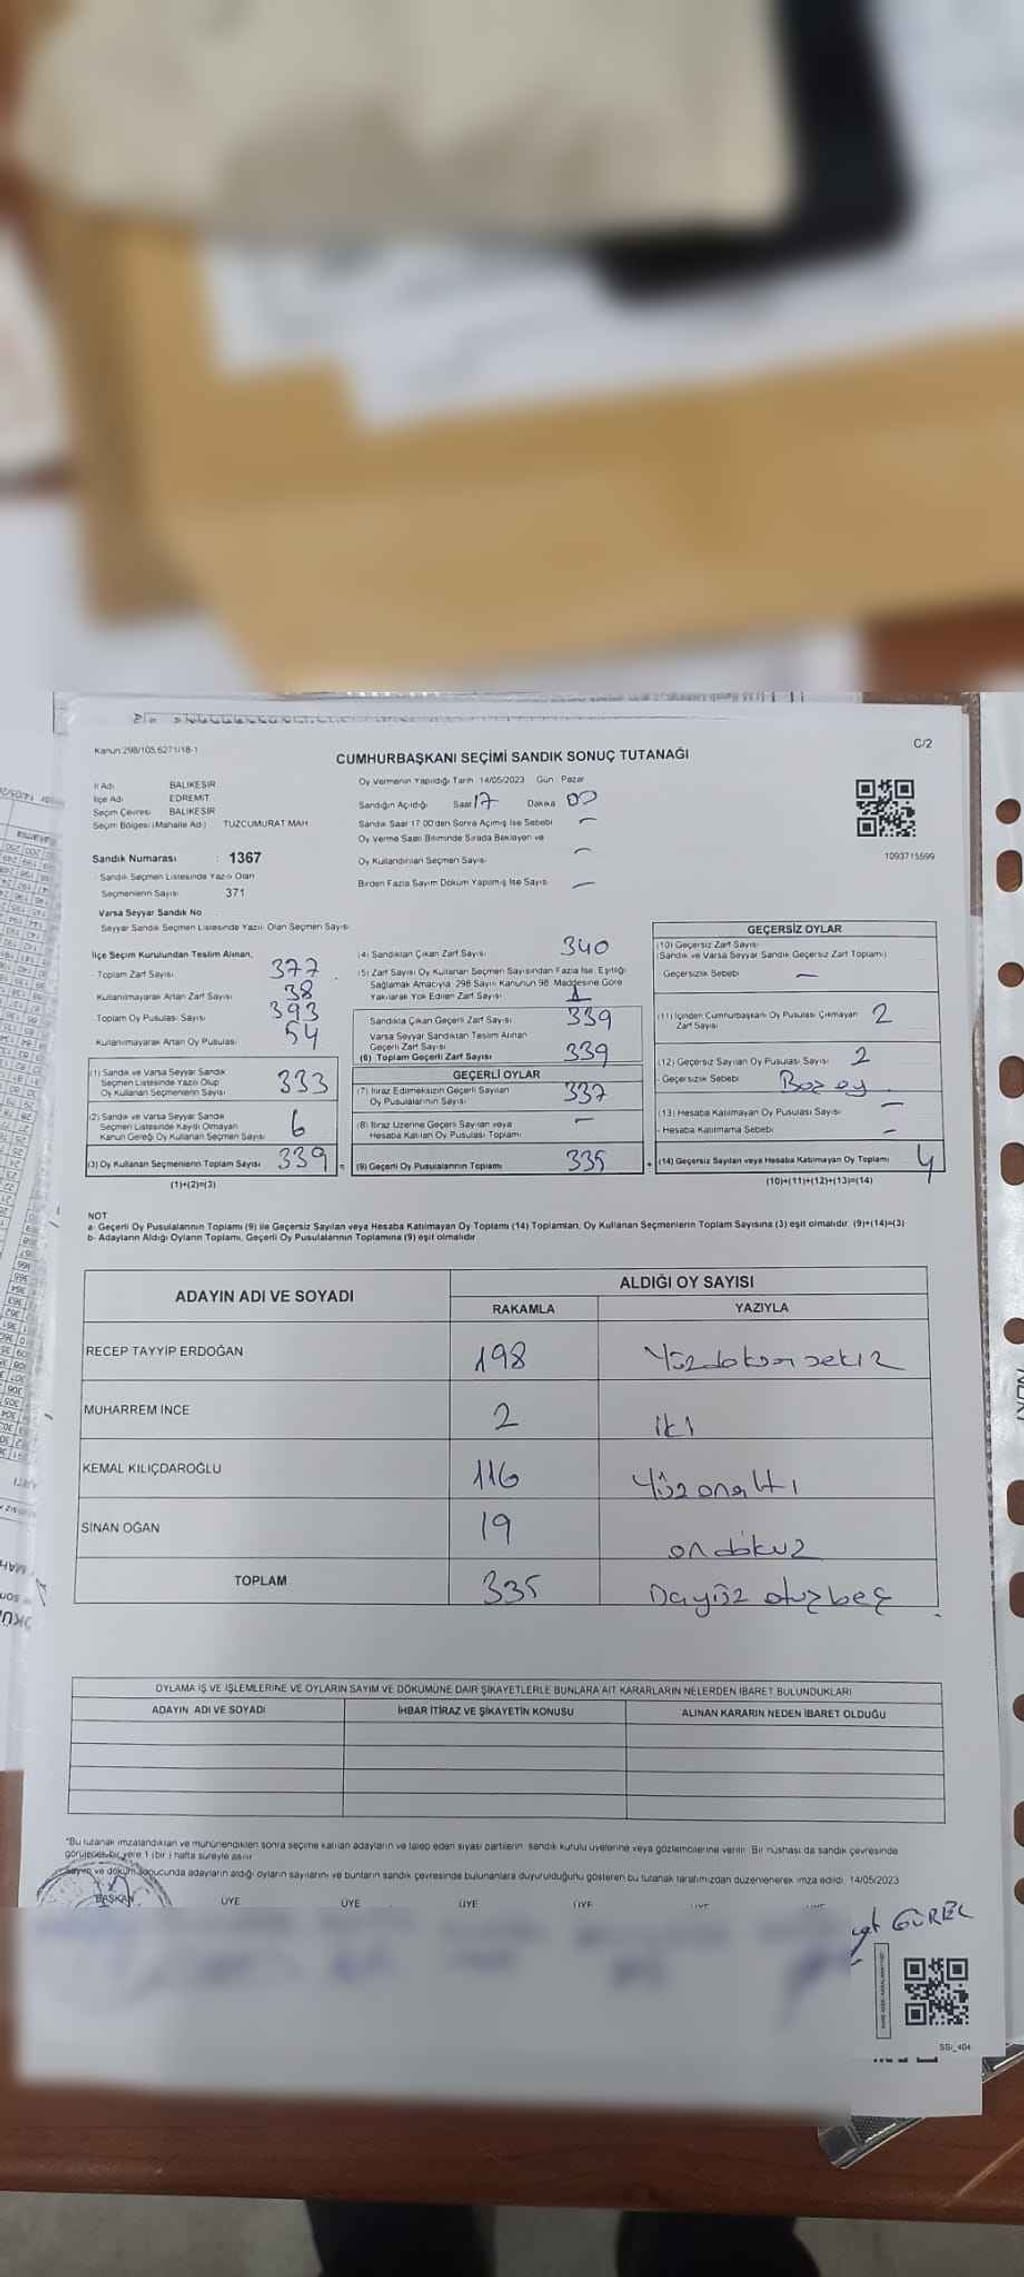 Kanun:298/105,6271/18-1
C/2
CUMHURBAŞKANI SEÇİMİ SANDIK SONUÇ TUTANAĞI
İl Adı BALIKESİR
İlçe Adı EDREMİT
Seçim Çevresi BALIKESİR
Seçim Bölgesi (Mahalle Adı) TUZCUMURAT MAH
Sandık Numarası : 1367
Sandık Seçmen Listesinde Yazılı Olan
Seçmenlerin Sayısı 371
Varsa Seyyar Sandık No
Seyyar Sandık Seçmen Listesinde Yazılı Olan Seçmen Sayısı
Oy Vermenin Yapıldığı Tarih 14/05/2023 Gün : Pazar
Sandığın Açıldığı Saat 17 Dakika 00
Sandık Saat 17.00'den Sonra Açılmış İse Sebebi —
Oy Verme Saati Bitiminde Sırada Bekleyen ve
Oy Kullandırılan Seçmen Sayısı —
Birden Fazla Sayım Döküm Yapılmış İse Sayısı —
1093715599
İlçe Seçim Kurulundan Teslim Alınan;
Toplam Zarf Sayısı 377
Kullanılmayarak Artan Zarf Sayısı 38
Toplam Oy Pusulası Sayısı 393
Kullanılmayarak Artan Oy Pusulası 54
(1) Sandık ve Varsa Seyyar Sandık
Seçmen Listesinde Yazılı Olup
Oy Kullanan Seçmenlerin Sayısı 333
(2) Sandık ve Varsa Seyyar Sandık
Seçmen Listesinde Kayıtlı Olmayan
Kanun Gereği Oy Kullanan Seçmen Sayısı 6
(3) Oy Kullanan Seçmenlerin Toplam Sayısı 339 =
(1)+(2)=(3)
(4) Sandıktan Çıkan Zarf Sayısı 340
(5) Zarf Sayısı Oy Kullanan Seçmen Sayısından Fazla İse, Eşitliği
Sağlamak Amacıyla 298 Sayılı Kanunun 98. Maddesine Göre
Yakılarak Yok Edilen Zarf Sayısı 1
Sandıkta Çıkan Geçerli Zarf Sayısı 339
Varsa Seyyar Sandıktan Teslim Alınan
Geçerli Zarf Sayısı
(6) Toplam Geçerli Zarf Sayısı 339
GEÇERLİ OYLAR
(7) İtiraz Edilmeksizin Geçerli Sayılan
Oy Pusulalarının Sayısı 337
(8) İtiraz Üzerine Geçerli Sayılan veya
Hesaba Katılan Oy Pusulası Toplamı —
(9) Geçerli Oy Pusulalarının Toplamı 335 +
GEÇERSİZ OYLAR
(10) Geçersiz Zarf Sayısı
(Sandık ve Varsa Seyyar Sandık Geçersiz Zarf Toplamı)
Geçersizlik Sebebi —
(11) İçinden Cumhurbaşkanı Oy Pusulası Çıkmayan
Zarf Sayısı 2
(12) Geçersiz Sayılan Oy Pusulası Sayısı 2
- Geçersizlik Sebebi Boz oy
(13) Hesaba Katılmayan Oy Pusulası Sayısı —
- Hesaba Katılmama Sebebi —
(14) Geçersiz Sayılan veya Hesaba Katılmayan Oy Toplamı 4
(10)+(11)+(12)+(13)=(14)
NOT
a- Geçerli Oy Pusulalarının Toplamı (9) ile Geçersiz Sayılan veya Hesaba Katılmayan Oy Toplamı (14) Toplamları, Oy Kullanan Seçmenlerin Toplam Sayısına (3) eşit olmalıdır. (9)+(14)=(3)
b- Adayların Aldığı Oyların Toplamı, Geçerli Oy Pusulalarının Toplamına (9) eşit olmalıdır
ADAYIN ADI VE SOYADI
ALDIĞI OY SAYISI
RAKAMLA YAZIYLA
RECEP TAYYİP ERDOĞAN 198 Yüzdoksan sekiz
MUHARREM İNCE 2 iki
KEMAL KILIÇDAROĞLU 116 Yüz onaltı
SİNAN OĞAN 19 on dokuz
TOPLAM 335 otuzbeş
OYLAMA İŞ VE İŞLEMLERİNE VE OYLARIN SAYIM VE DÖKÜMÜNE DAİR ŞİKAYETLERLE BUNLARA AİT KARARLARIN NELERDEN İBARET BULUNDUKLARI
ADAYIN ADI VE SOYADI İHBAR İTİRAZ VE ŞİKAYETİN KONUSU ALINAN KARARIN NEDEN İBARET OLDUĞU
*Bu tutanak imzalandıktan ve mühürlendikten sonra seçime katılan adayların ve talep eden siyasi partilerin sandık kurulu üyelerine veya gözlemcilerine verilir. Bir nüshası da sandık çevresinde
görülecek bir yere 1 (bir) hafta süreyle asılır
Sayım ve döküm sonucunda adayların aldığı oyların sayılarını ve bunların sandık çevresinde bulunanlara duyurulduğunu gösteren bu tutanak tarafımızdan düzenlenerek imza edildi. 14/05/2023
BAŞKAN ÜYE ÜYE ÜYE ÜYE
GÜREL
SSi_404